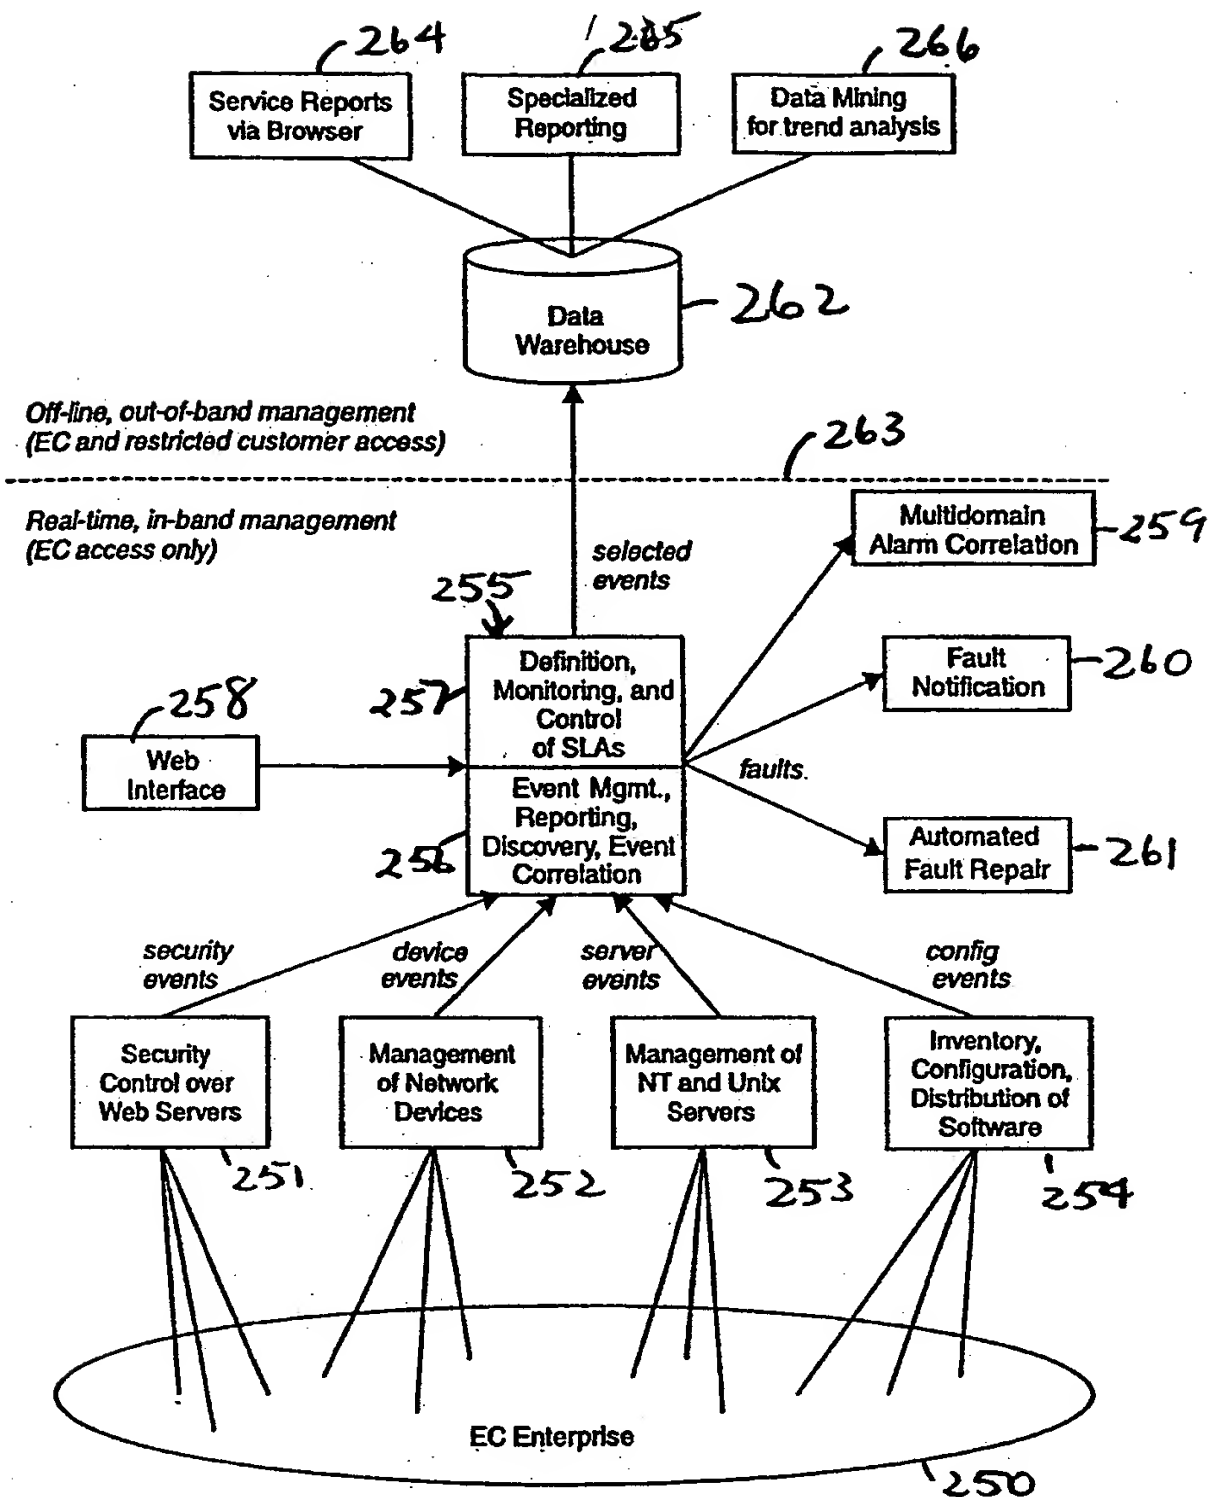 264
265
266
Service Reports
via Browser
Specialized
Reporting
Data Mining
for trend analysis
Data
Warehouse
262
Off-line, out-of-band management
(EC and restricted customer access)
263
Real-time, in-band management
(EC access only)
selected
events
Multidomain
Alarm Correlation
259
255
Definition,
Monitoring, and
Control
of SLAs
257
Fault
Notification
260
258
Web
Interface
faults.
Event Mgmt.,
Reporting,
Discovery, Event
Correlation
256
Automated
Fault Repair
261
security
events
device
events
server
events
config
events
Security
Control over
Web Servers
Management
of Network
Devices
Management of
NT and Unix
Servers
Inventory,
Configuration,
Distribution of
Software
251
252
253
254
EC Enterprise
250